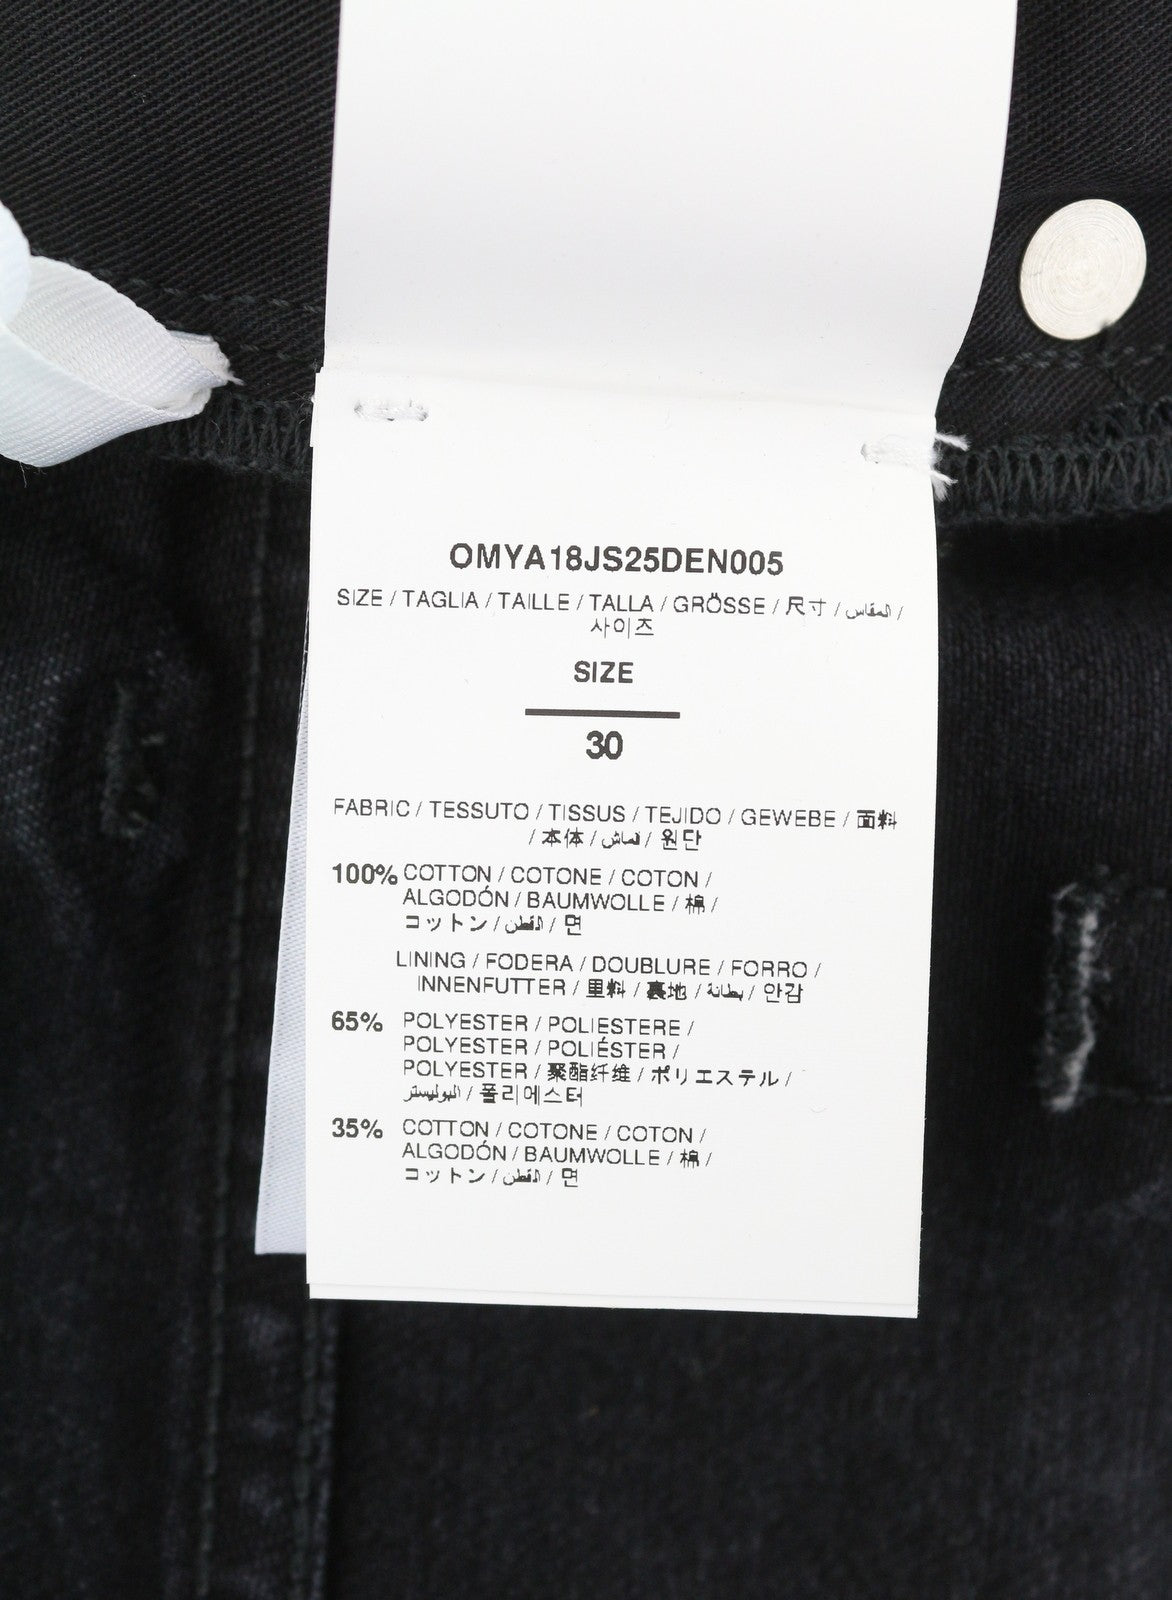 OMYA18JS25DEN005
SIZE / TAGLIA / TAILLE / TALLA / GRÖSSE / 尺寸 / المقاس /
사이즈
SIZE
30
FABRIC / TESSUTO / TISSUS / TEJIDO / GEWEBE / 面料
/ 本体 / قماش / 원단
100% COTTON / COTONE / COTON /
ALGODÓN / BAUMWOLLE / 棉 /
コットン / القطن / 면
LINING / FODERA / DOUBLURE / FORRO /
INNENFUTTER / 里料 / 裏地 / بطانة / 안감
65% POLYESTER / POLIESTERE /
POLYESTER / POLIÉSTER /
POLYESTER / 聚酯纤维 / ポリエステル /
البوليستر / 폴리에스터
35% COTTON / COTONE / COTON /
ALGODÓN / BAUMWOLLE / 棉 /
コットン / القطن / 면